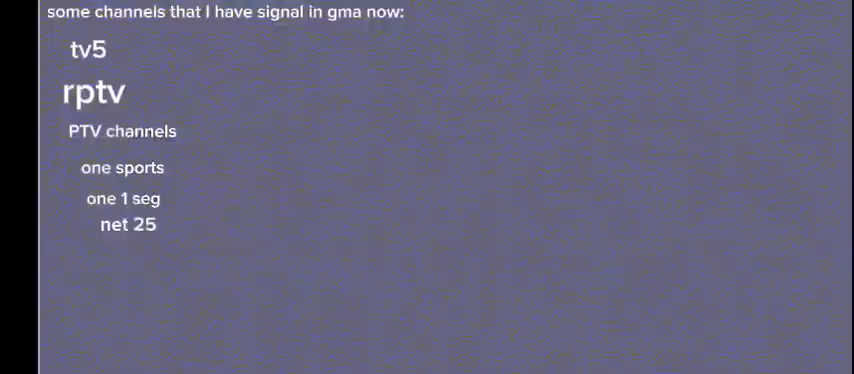 some channels that I have signal in gma now:
tv5
rptv
PTV channels
one sports
one 1 seg
net 25